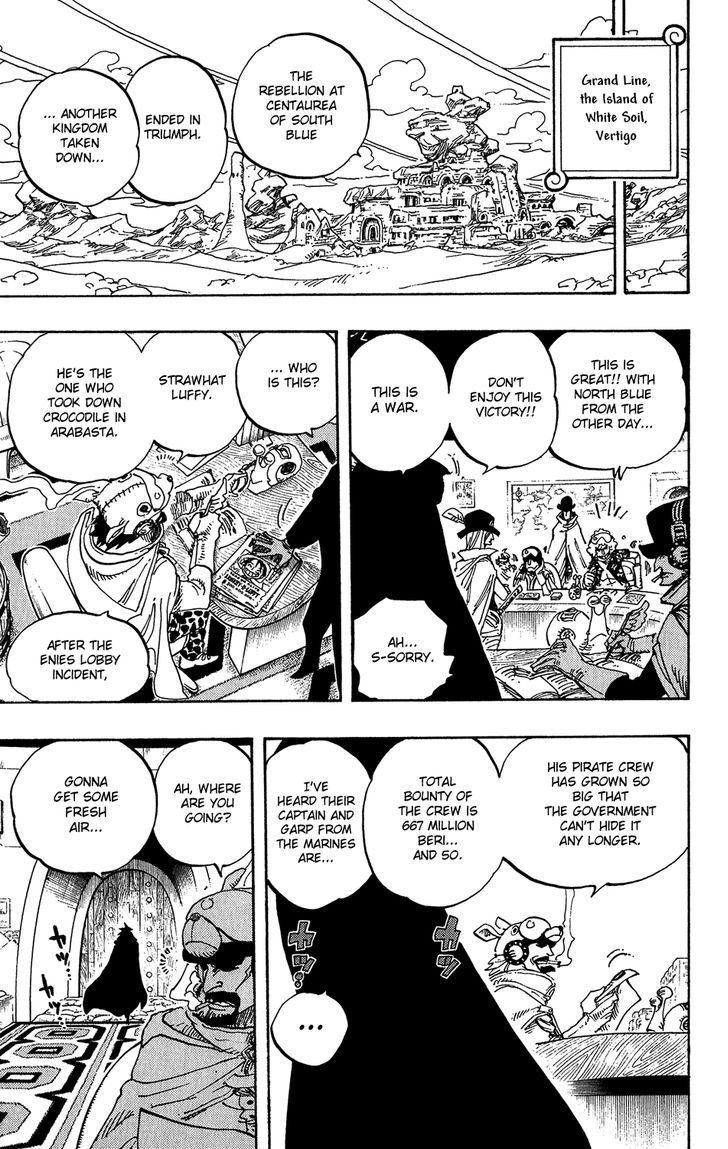 Grand Line,
the Island of
White Soil,
Vertigo
THE
REBELLION AT
CENTAUREA
OF SOUTH
BLUE
ENDED IN
TRIUMPH.
... ANOTHER
KINGDOM
TAKEN
DOWN...
THIS IS
GREAT!! WITH
NORTH BLUE
FROM THE
OTHER DAY...
DON'T
ENJOY THIS
VICTORY!!
THIS IS
A WAR.
AH...
S-SORRY.
... WHO
IS THIS?
STRAWHAT
LUFFY.
HE'S THE
ONE WHO
TOOK DOWN
CROCODILE IN
ARABASTA.
AFTER THE
ENIES LOBBY
INCIDENT,
HIS PIRATE CREW
HAS GROWN SO
BIG THAT THE
GOVERNMENT
CAN'T HIDE IT
ANY LONGER.
TOTAL
BOUNTY OF
THE CREW IS
667 MILLION
BERI...
AND SO.
I'VE
HEARD THEIR
CAPTAIN AND
GARP FROM
THE MARINES
ARE...
...
AH, WHERE
ARE YOU
GOING?
GONNA
GET SOME
FRESH
AIR...